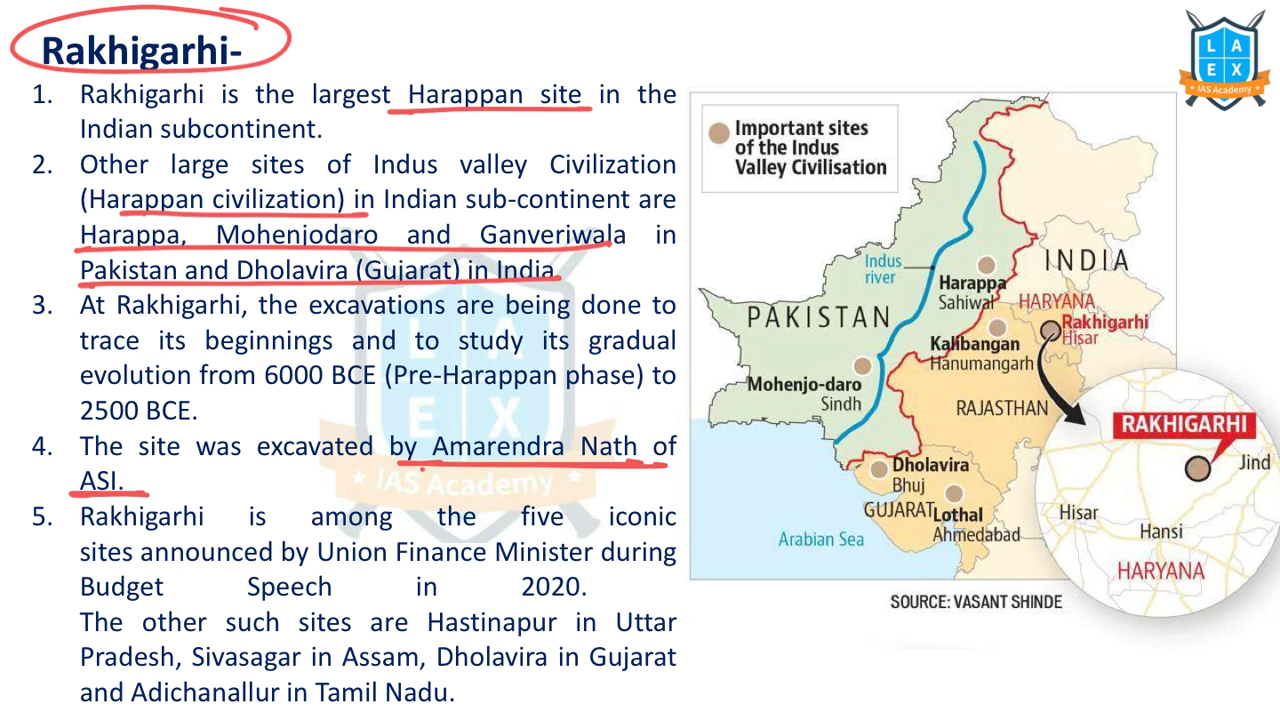 Rakhigarhi-
1. Rakhigarhi is the largest Harappan site in the
Indian subcontinent.
2. Other large sites of Indus valley Civilization
(Harappan civilization) in Indian sub-continent are
Harappa, Mohenjodaro and Ganveriwala in
Pakistan and Dholavira (Gujarat) in India
3. At Rakhigarhi, the excavations are being done to
trace its beginnings and to study its gradual
evolution from 6000 BCE (Pre-Harappan phase) to
2500 BCE.
4. The site was excavated by Amarendra Nath of
ASI.
5. Rakhigarhi is among the five iconic
sites announced by Union Finance Minister during
Budget Speech in 2020.
The other such sites are Hastinapur in Uttar
Pradesh, Sivasagar in Assam, Dholavira in Gujarat
and Adichanallur in Tamil Nadu.
L A
E X
IAS Academy
L A
E X
IAS Academy
Important sites
of the Indus
Valley Civilisation
Indus
river
INDIA
PAKISTAN
Harappa
Sahiwal
HARYANA
Rakhigarhi
Hisar
Kalibangan
Hanumangarh
Mohenjo-daro
Sindh
RAJASTHAN
Dholavira
Bhuj
GUJARAT
Lothal
Ahmedabad
Arabian Sea
RAKHIGARHI
Jind
Hisar
Hansi
HARYANA
SOURCE: VASANT SHINDE